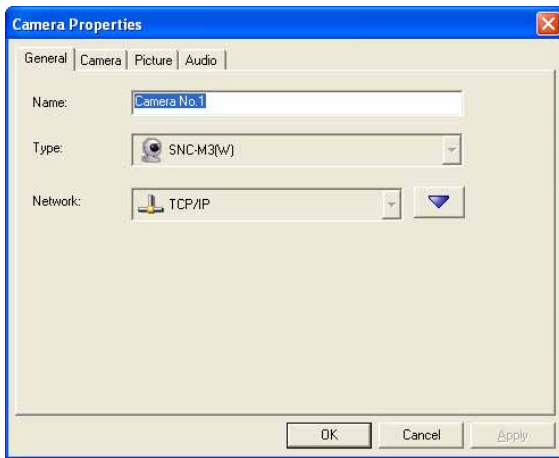 Camera Properties
General Camera Picture Audio
Name: Camera No.1
Type: SNC-M3(W)
Network: TCP/IP
OK Cancel Apply